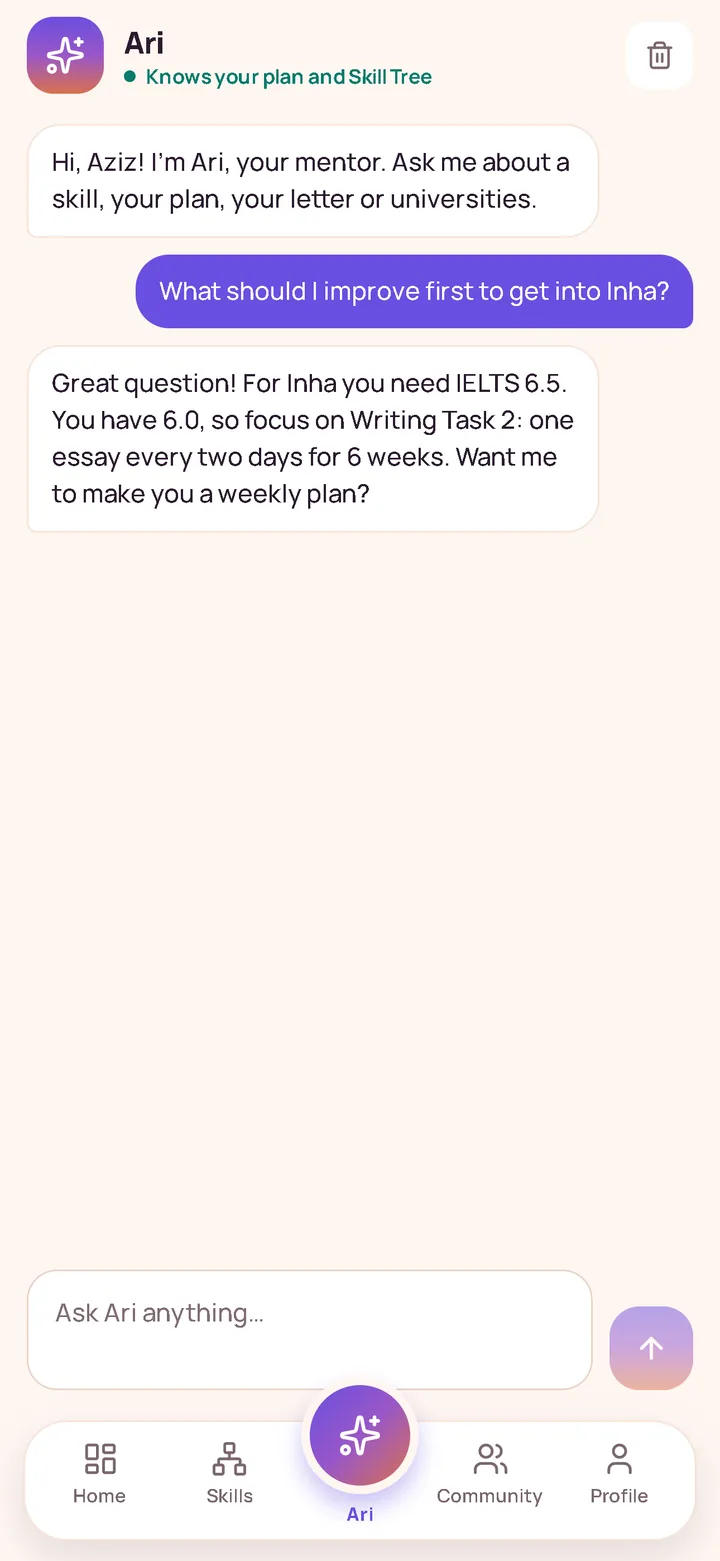 Ari
Knows your plan and Skill Tree
Hi, Aziz! I'm Ari, your mentor. Ask me about a
skill, your plan, your letter or universities.
What should I improve first to get into Inha?
Great question! For Inha you need IELTS 6.5.
You have 6.0, so focus on Writing Task 2: one
essay every two days for 6 weeks. Want me
to make you a weekly plan?
Ask Ari anything…
Home
Skills
Ari
Community
Profile